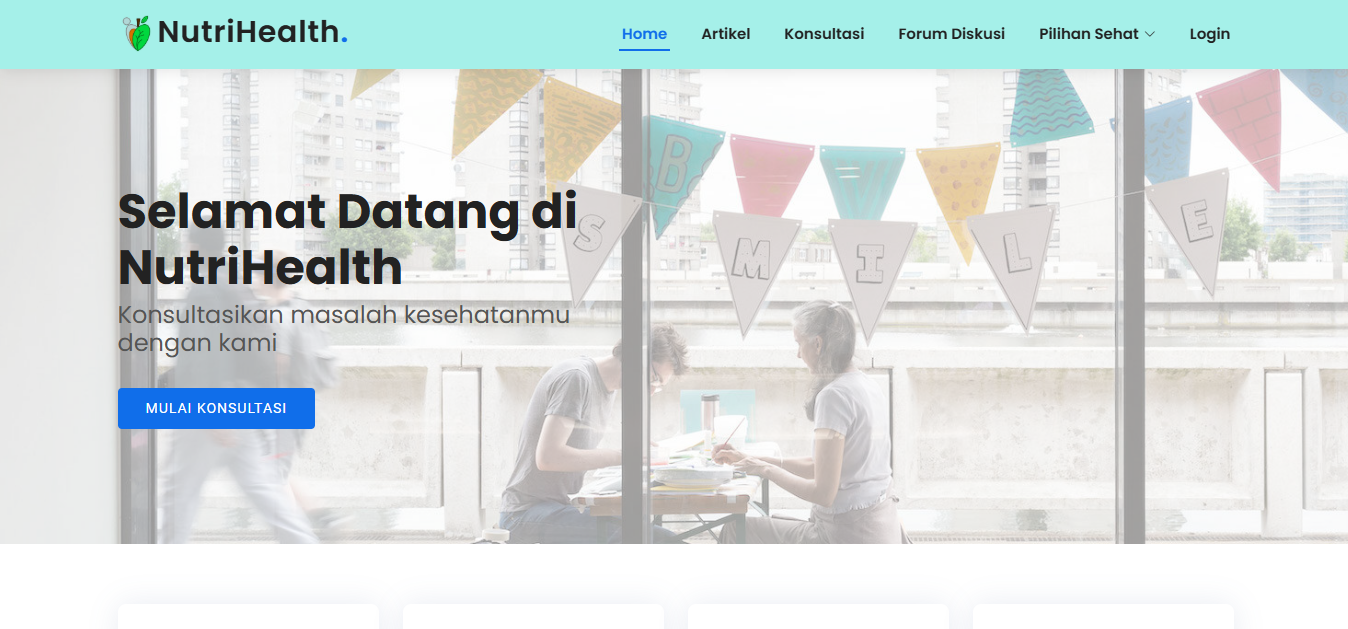 NutriHealth.
Home Artikel Konsultasi Forum Diskusi Pilihan Sehat Login
B
S M I L E
Selamat Datang di
NutriHealth
Konsultasikan masalah kesehatanmu
dengan kami
MULAI KONSULTASI